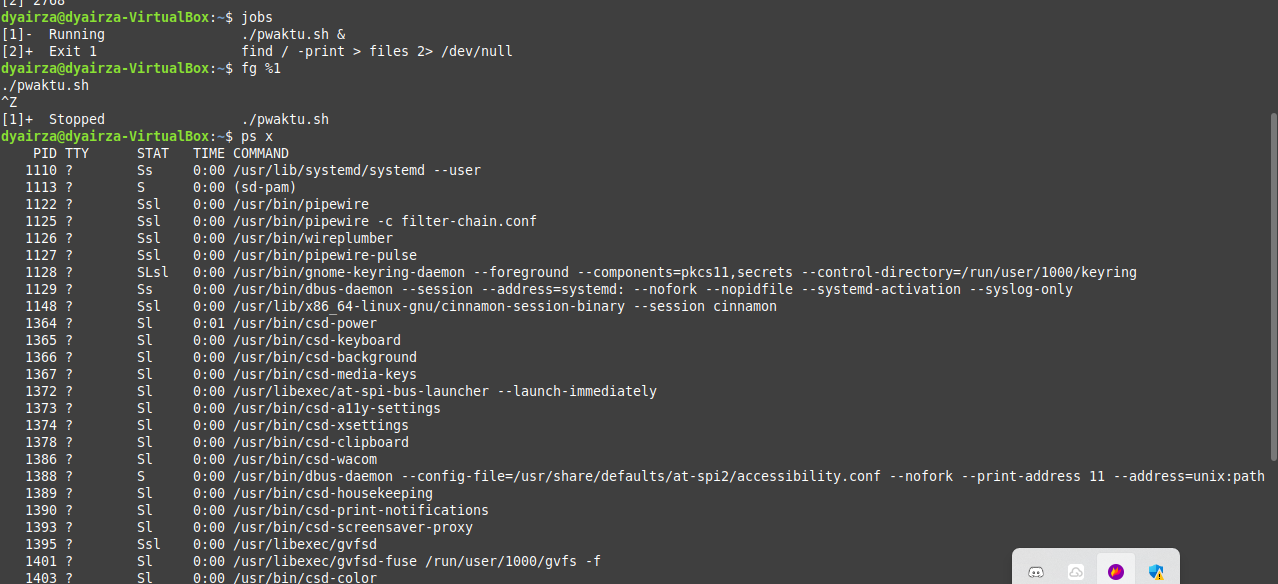 [2] 2768
dyairza@dyairza-VirtualBox:~$ jobs
[1]-  Running                 ./pwaktu.sh &
[2]+  Exit 1                  find / -print > files 2> /dev/null
dyairza@dyairza-VirtualBox:~$ fg %1
./pwaktu.sh
^Z
[1]+  Stopped                 ./pwaktu.sh
dyairza@dyairza-VirtualBox:~$ ps x
    PID TTY      STAT   TIME COMMAND
   1110 ?        Ss     0:00 /usr/lib/systemd/systemd --user
   1113 ?        S      0:00 (sd-pam)
   1122 ?        Ssl    0:00 /usr/bin/pipewire
   1125 ?        Ssl    0:00 /usr/bin/pipewire -c filter-chain.conf
   1126 ?        Ssl    0:00 /usr/bin/wireplumber
   1127 ?        Ssl    0:00 /usr/bin/pipewire-pulse
   1128 ?        SLsl   0:00 /usr/bin/gnome-keyring-daemon --foreground --components=pkcs11,secrets --control-directory=/run/user/1000/keyring
   1129 ?        Ss     0:00 /usr/bin/dbus-daemon --session --address=systemd: --nofork --nopidfile --systemd-activation --syslog-only
   1148 ?        Ssl    0:00 /usr/lib/x86_64-linux-gnu/cinnamon-session-binary --session cinnamon
   1364 ?        Sl     0:01 /usr/bin/csd-power
   1365 ?        Sl     0:00 /usr/bin/csd-keyboard
   1366 ?        Sl     0:00 /usr/bin/csd-background
   1367 ?        Sl     0:00 /usr/bin/csd-media-keys
   1372 ?        Sl     0:00 /usr/libexec/at-spi-bus-launcher --launch-immediately
   1373 ?        Sl     0:00 /usr/bin/csd-a11y-settings
   1374 ?        Sl     0:00 /usr/bin/csd-xsettings
   1378 ?        Sl     0:00 /usr/bin/csd-clipboard
   1386 ?        Sl     0:00 /usr/bin/csd-wacom
   1388 ?        S      0:00 /usr/bin/dbus-daemon --config-file=/usr/share/defaults/at-spi2/accessibility.conf --nofork --print-address 11 --address=unix:path
   1389 ?        Sl     0:00 /usr/bin/csd-housekeeping
   1390 ?        Sl     0:00 /usr/bin/csd-print-notifications
   1393 ?        Sl     0:00 /usr/bin/csd-screensaver-proxy
   1395 ?        Ssl    0:00 /usr/libexec/gvfsd
   1401 ?        Sl     0:00 /usr/libexec/gvfsd-fuse /run/user/1000/gvfs -f
   1403 ?        Sl     0:00 /usr/bin/csd-color